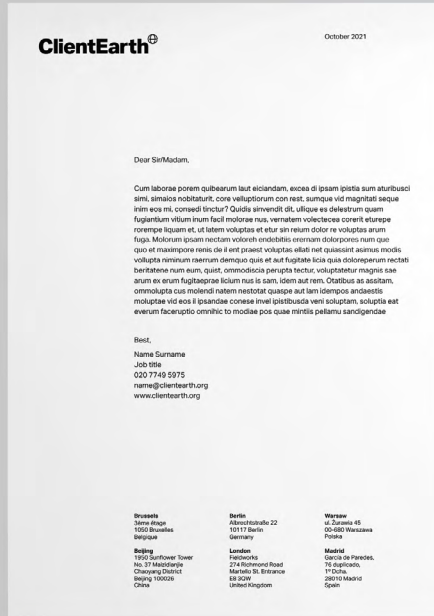 ClientEarth
October 2021
Dear Sir/Madam,
Cum laborae porem quibearum laut eiciandam, excea di ipsam ipistia sum aturibusci
simi, simaios nobitaturit, core velluptiorum con rest, sumque vid magnitati seque
inim eos mi, consedi tinctur? Quidis sinvendit dit, ullique es delestrum quam
fugiantium vitium inum facil molorae nus, vernatem volectecea corerit eturepe
rorempe liquam et, ut latem voluptas et etur sin reium dolor re voluptas arum
fuga. Molorum ipsam nectam voloreh endebitiis erernam dolorpores num que
quo et maximpore renis de il ent praest voluptas ellati net quiassint asimus modis
vollupta niminum raerrum demquo quis et aut fugitate licia quia doloreperum rectati
beritatene num eum, quist, ommodiscia perupta tectur, voluptatetur magnis sae
arum ex erum fugitaeprae licium nus is sam, idem aut rem. Otatibus as assitam,
ommolupta cus molendi natem nestotat quaspe aut lam idempos andaestis
moluptae vid eos il ipsandae conese invel ipistibusda veni soluptam, soluptia eat
everum faceruptio omnihic to modiae pos quae mintiis pellamu sandigendae
Best,
Name Surname
Job title
020 7749 5975
name@clientearth.org
www.clientearth.org
Brussels
3ème étage
1050 Bruxelles
Belgique
Berlin
Albrechtstraße 22
10117 Berlin
Germany
Warsaw
ul. Żurawia 45
00-680 Warszawa
Polska
Beijing
1950 Sunflower Tower
No. 37 Maizidianjie
Chaoyang District
Beijing 100026
China
London
Fieldworks
274 Richmond Road
Martello St. Entrance
E8 3QW
United Kingdom
Madrid
García de Paredes,
76 duplicado,
1º Dcha.
28010 Madrid
Spain